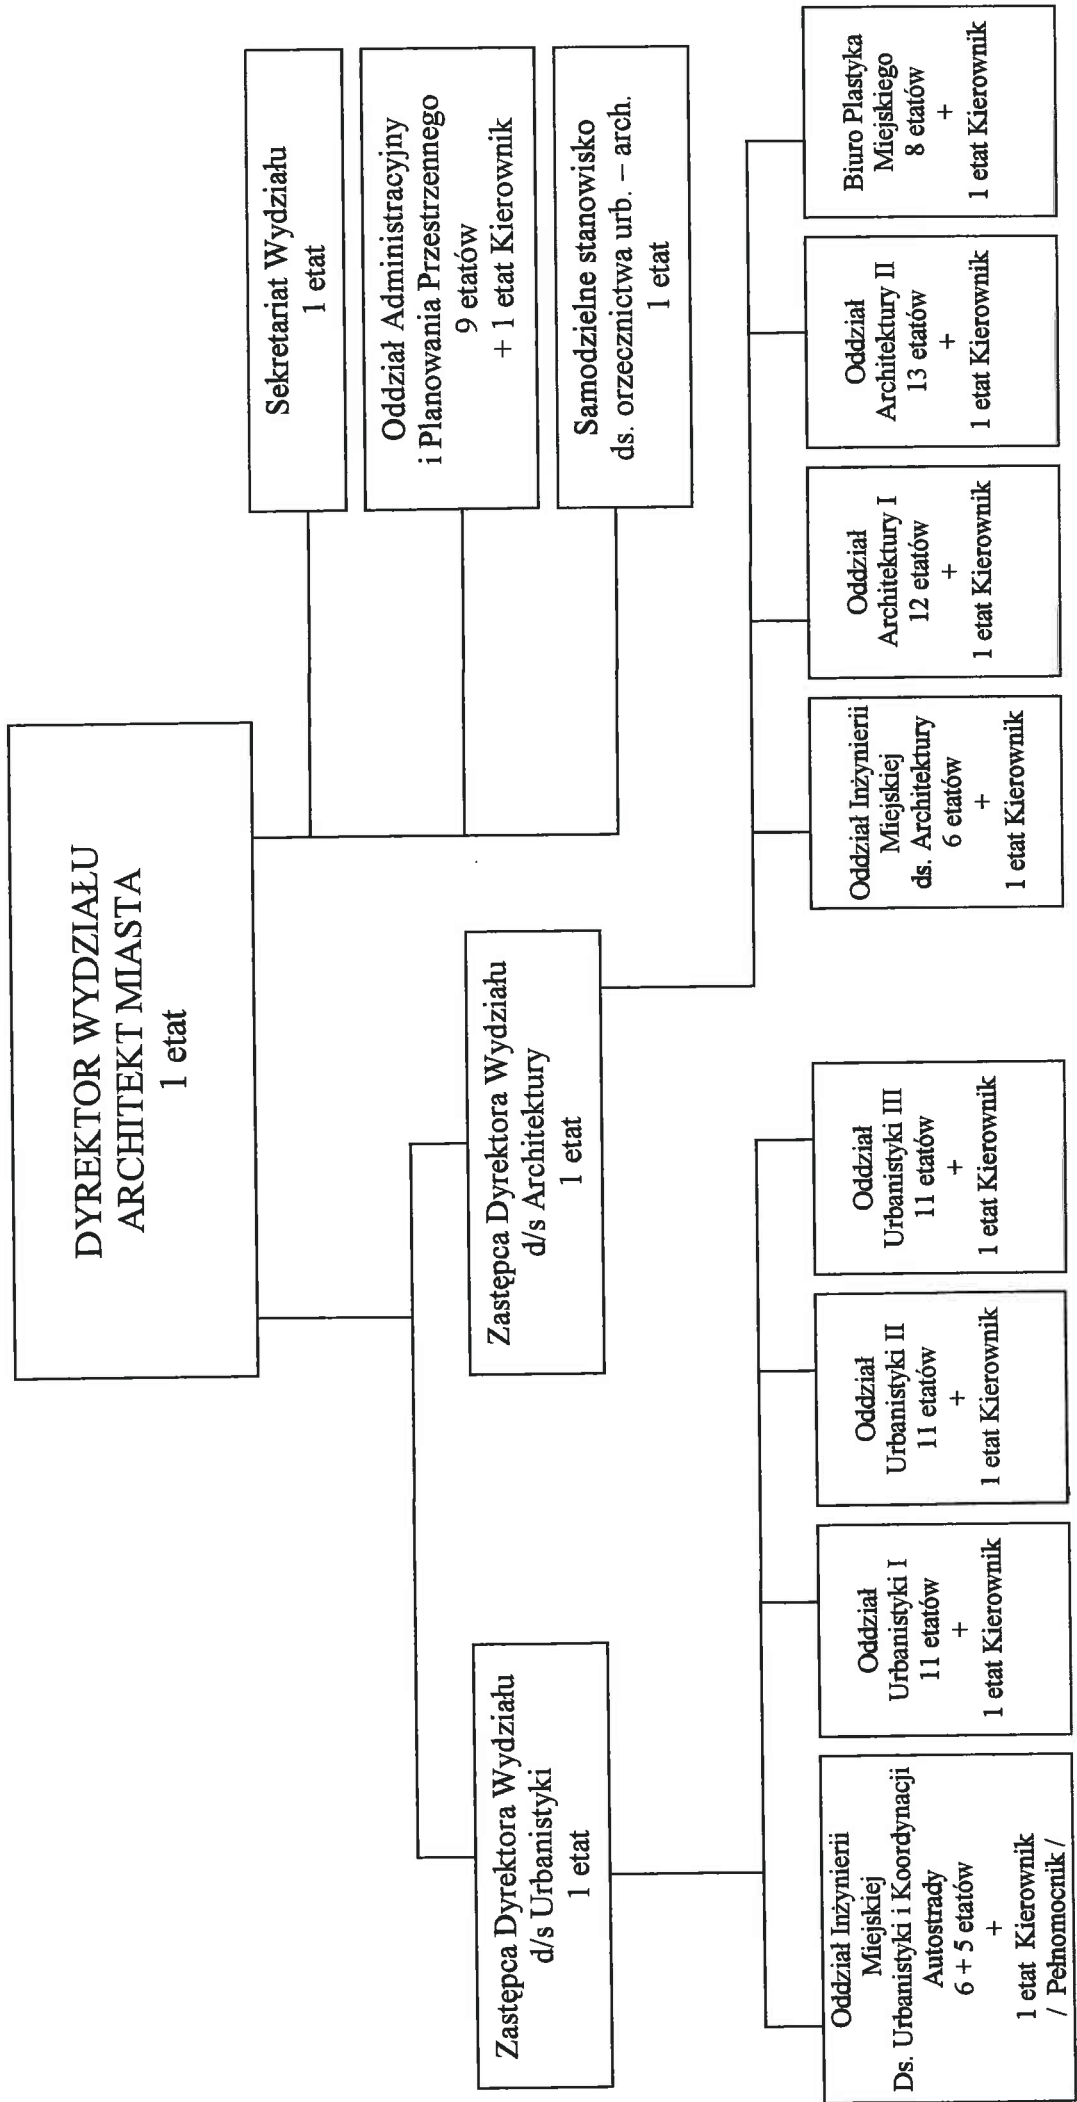 DYREKTOR WYDZIAŁU
ARCHITEKT MIASTA
1 etat
Sekretariat Wydziału
1 etat
Oddział Administracyjny
i Planowania Przestrzennego
9 etatów
+ 1 etat Kierownik
Samodzielne stanowisko
ds. orzecznictwa urb. – arch.
1 etat
Zastępca Dyrektora Wydziału
d/s Urbanistyki
1 etat
Zastępca Dyrektora Wydziału
d/s Architektury
1 etat
Oddział Inżynierii
Miejskiej
Ds. Urbanistyki i Koordynacji
Autostrady
6 + 5 etatów
+
1 etat Kierownik
/ Pełnomocnik /
Oddział
Urbanistyki I
11 etatów
+
1 etat Kierownik
Oddział
Urbanistyki II
11 etatów
+
1 etat Kierownik
Oddział
Urbanistyki III
11 etatów
+
1 etat Kierownik
Oddział Inżynierii
Miejskiej
ds. Architektury
6 etatów
+
1 etat Kierownik
Oddział
Architektury I
12 etatów
+
1 etat Kierownik
Oddział
Architektury II
13 etatów
+
1 etat Kierownik
Biuro Plastyka
Miejskiego
8 etatów
+
1 etat Kierownik